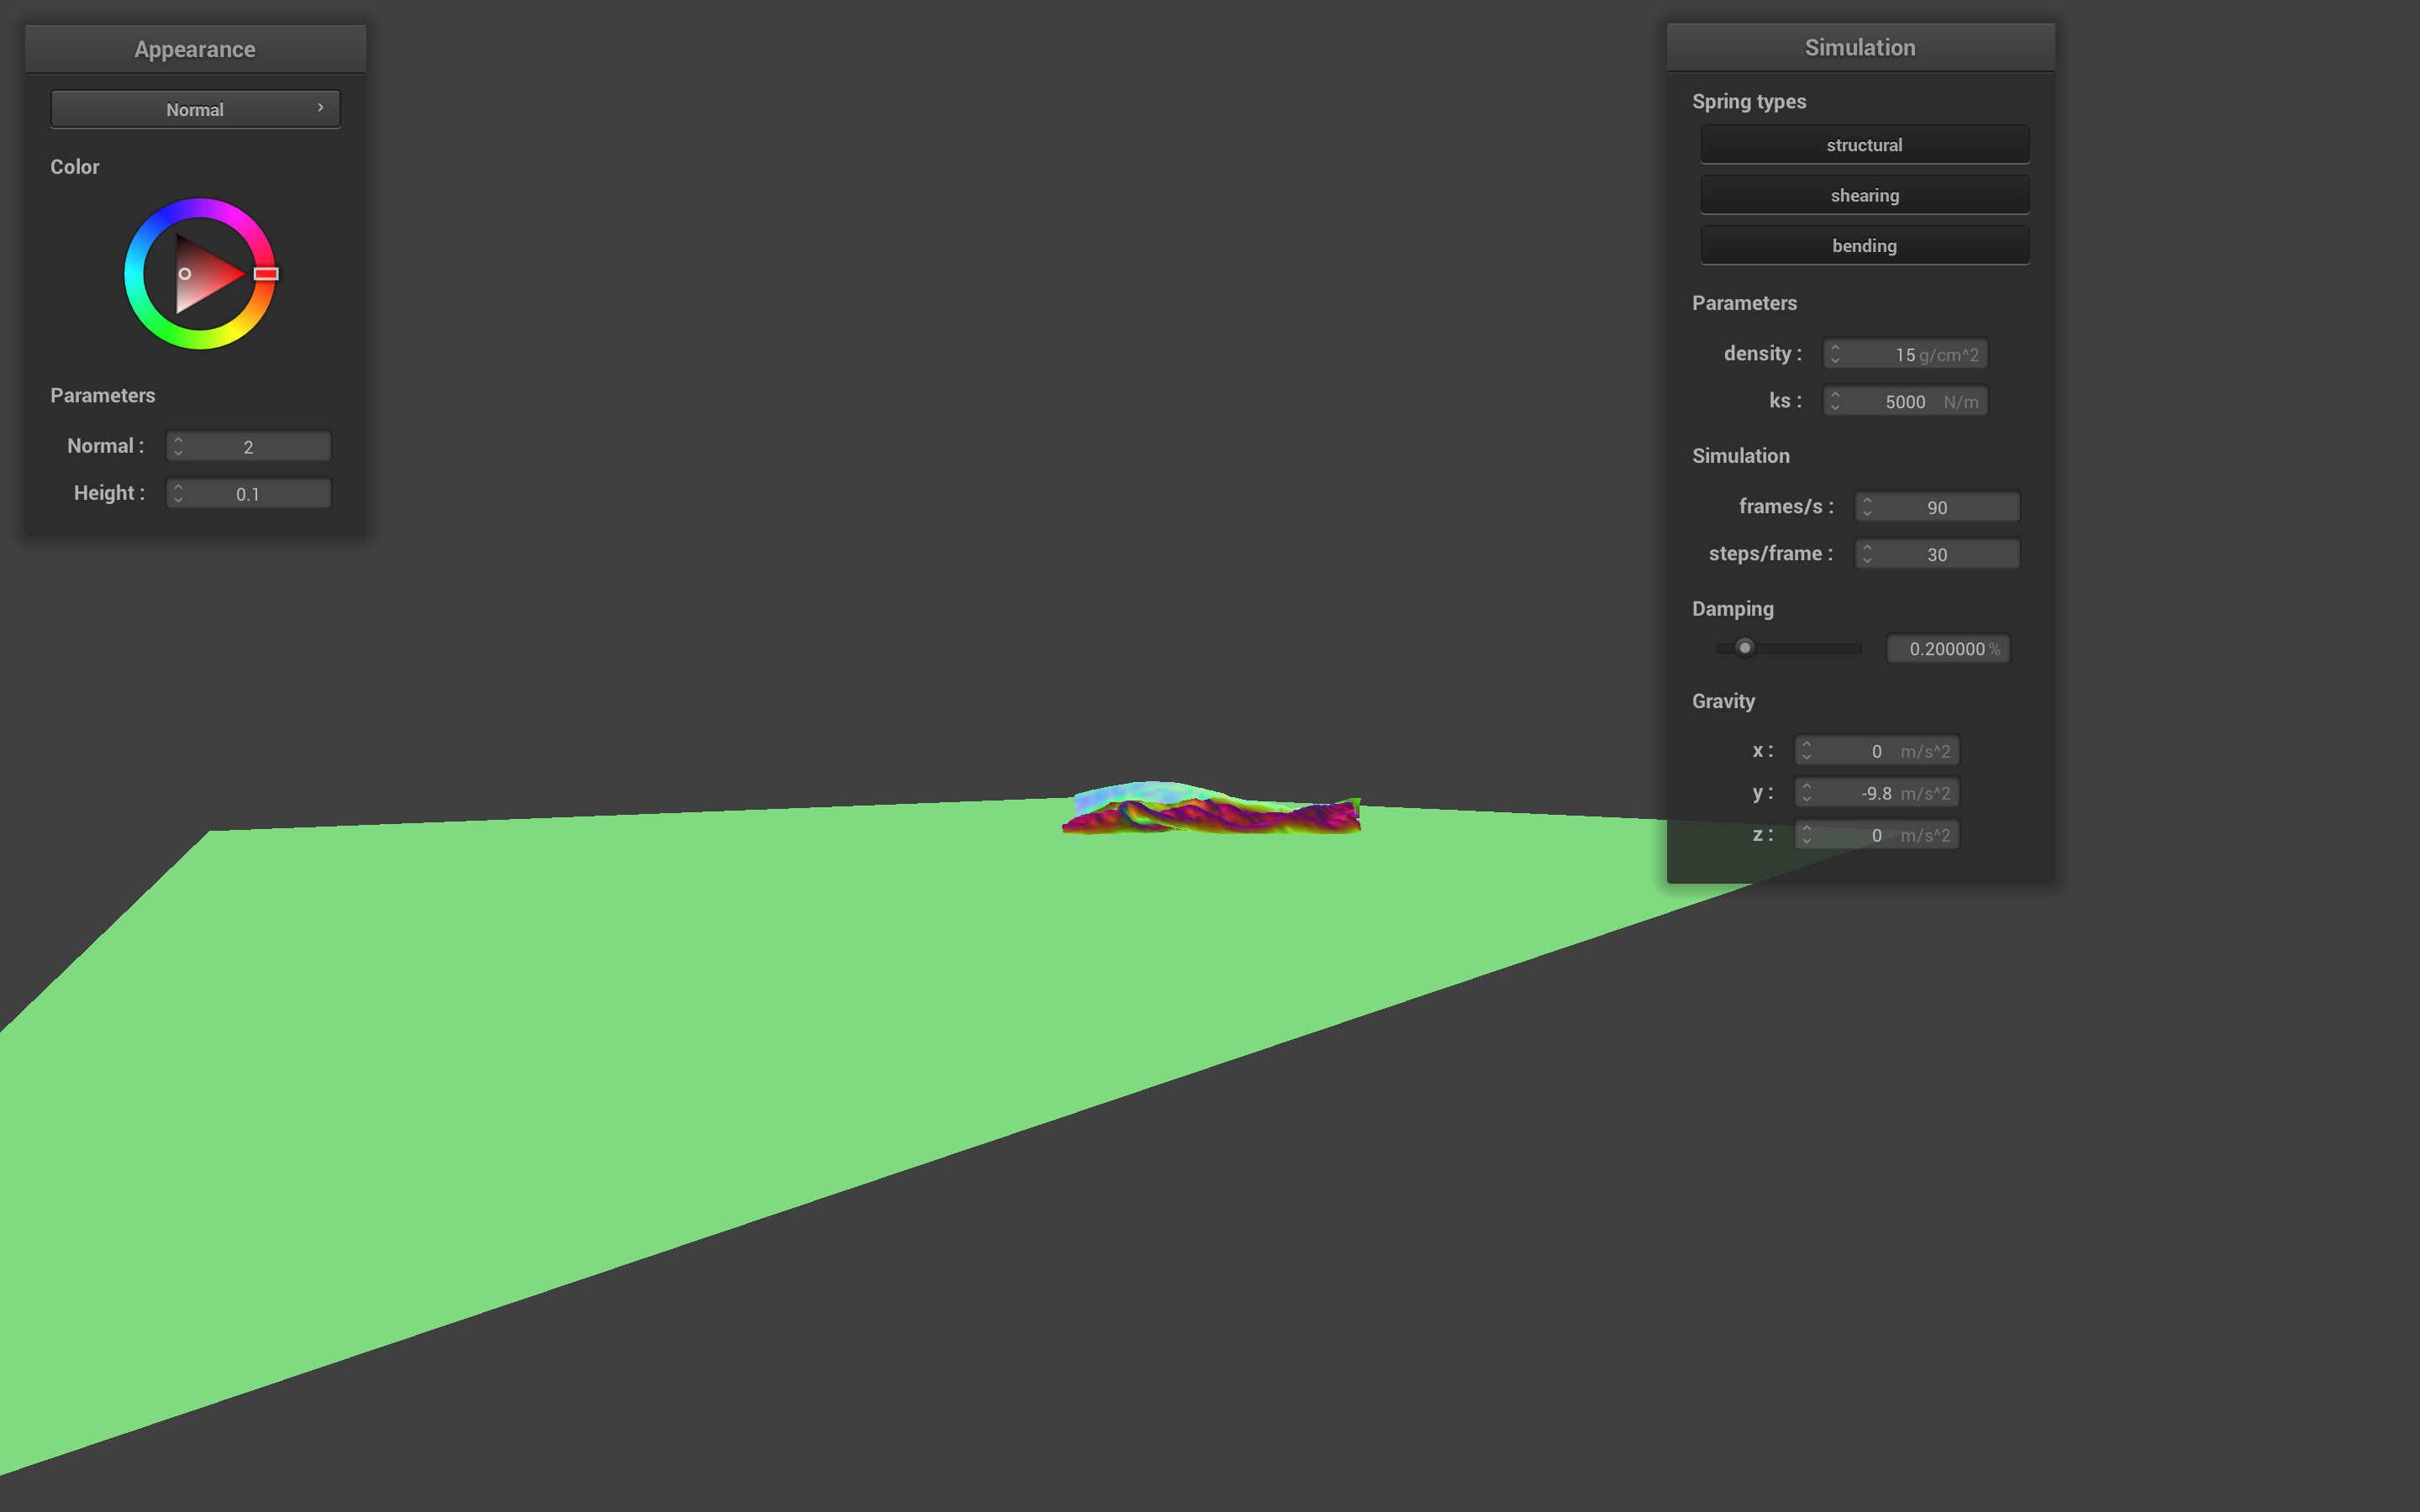 Appearance
Normal
Color
Parameters
Normal : 2
Height : 0.1
Simulation
Spring types
structural
shearing
bending
Parameters
density : 15 g/cm^2
ks : 5000 N/m
Simulation
frames/s : 90
steps/frame : 30
Damping
0.200000 %
Gravity
x : 0 m/s^2
y : -9.8 m/s^2
z : 0 m/s^2